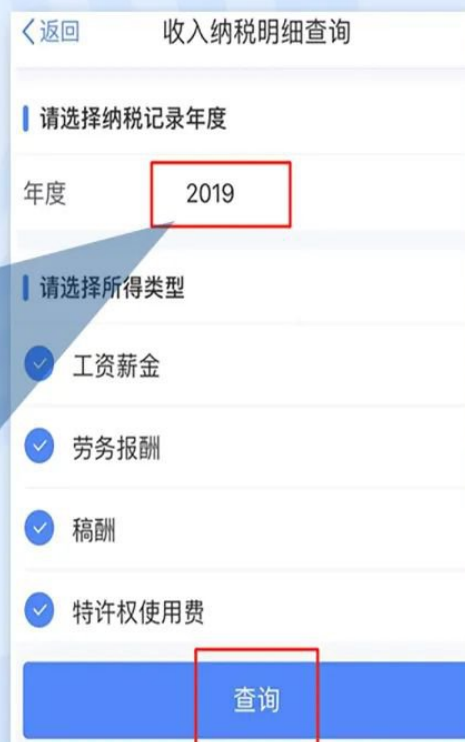 返回 收入纳税明细查询
请选择纳税记录年度
年度 2019
请选择所得类型
工资薪金
劳务报酬
稿酬
特许权使用费
查询